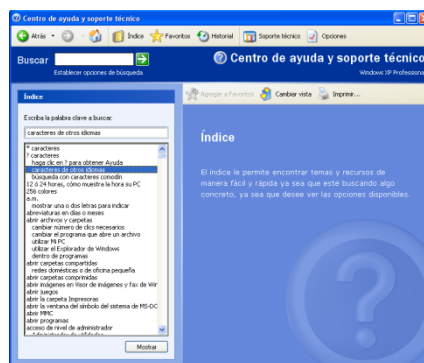 Centro de ayuda y soporte técnico
Atrás
Índice
Favoritos
Historial
Soporte técnico
Opciones
Buscar
Establecer opciones de búsqueda
Centro de ayuda y soporte técnico
Windows XP Professional
Índice
Agregar a Favoritos
Cambiar vista
Imprimir...
Escriba la palabra clave a buscar:
caracteres de otros idiomas
* caracteres
? caracteres
haga clic en ? para obtener Ayuda
caracteres de otros idiomas
búsqueda con caracteres comodín
12 ó 24 horas, cómo muestra la hora su PC
256 colores
a.m.
mostrar una o dos letras para indicar
abreviaturas en días o meses
abrir archivos y carpetas
cambiar número de clics necesarios
cambiar el programa que abre un archivo
utilizar Mi PC
utilizar el Explorador de Windows
dentro de programas
abrir carpetas compartidas
redes domésticas o de oficina pequeña
abrir carpetas comprimidas
abrir imágenes en Visor de imágenes y fax de Wir
abrir juegos
abrir la carpeta Impresoras
abrir la ventana del símbolo del sistema de MS-DC
abrir MMC
abrir programas
acceso de nivel de administrador
Mostrar
Índice
El índice le permite encontrar temas y recursos de
manera fácil y rápida ya sea que esté buscando algo
concreto, ya sea que desee ver las opciones disponibles.